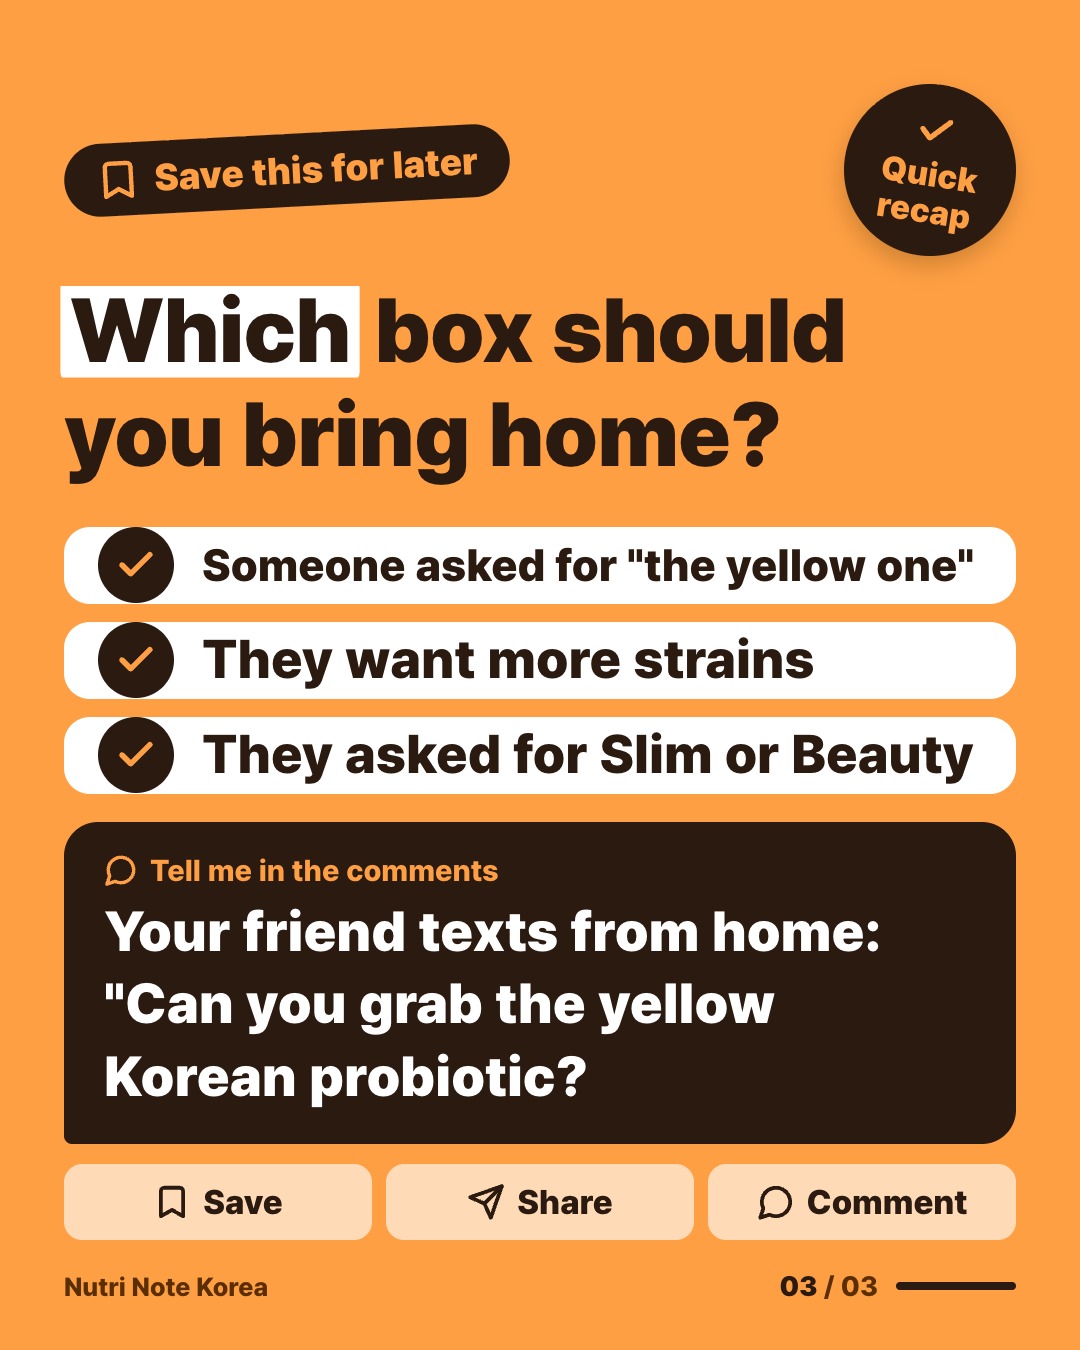 Save this for later
Quick
recap
Which box should
you bring home?
Someone asked for "the yellow one"
They want more strains
They asked for Slim or Beauty
Tell me in the comments
Your friend texts from home:
"Can you grab the yellow
Korean probiotic?
Save
Share
Comment
Nutri Note Korea
03 / 03